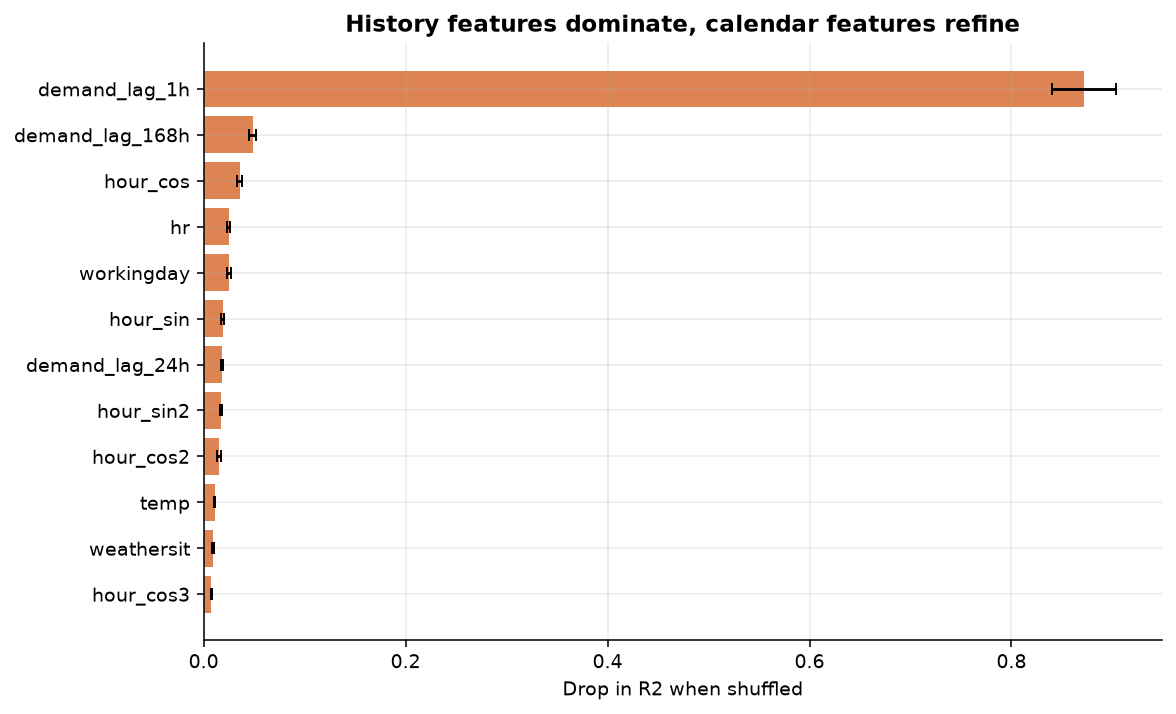 History features dominate, calendar features refine
demand_lag_1h
demand_lag_168h
hour_cos
hr
workingday
hour_sin
demand_lag_24h
hour_sin2
hour_cos2
temp
weathersit
hour_cos3
0.0 0.2 0.4 0.6 0.8
Drop in R2 when shuffled